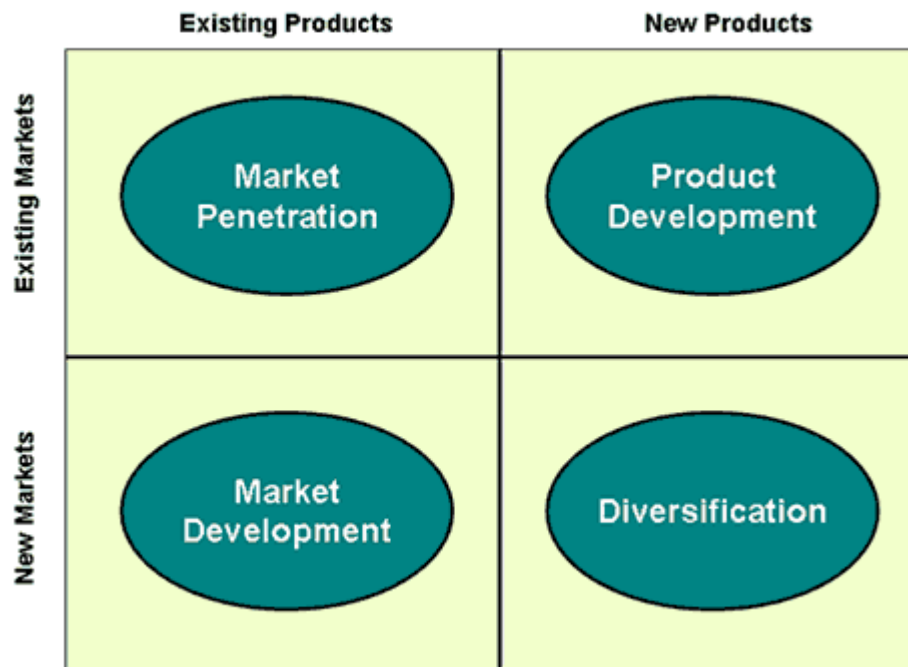 Existing Products
New Products
Existing Markets
Market
Penetration
Product
Development
New Markets
Market
Development
Diversification